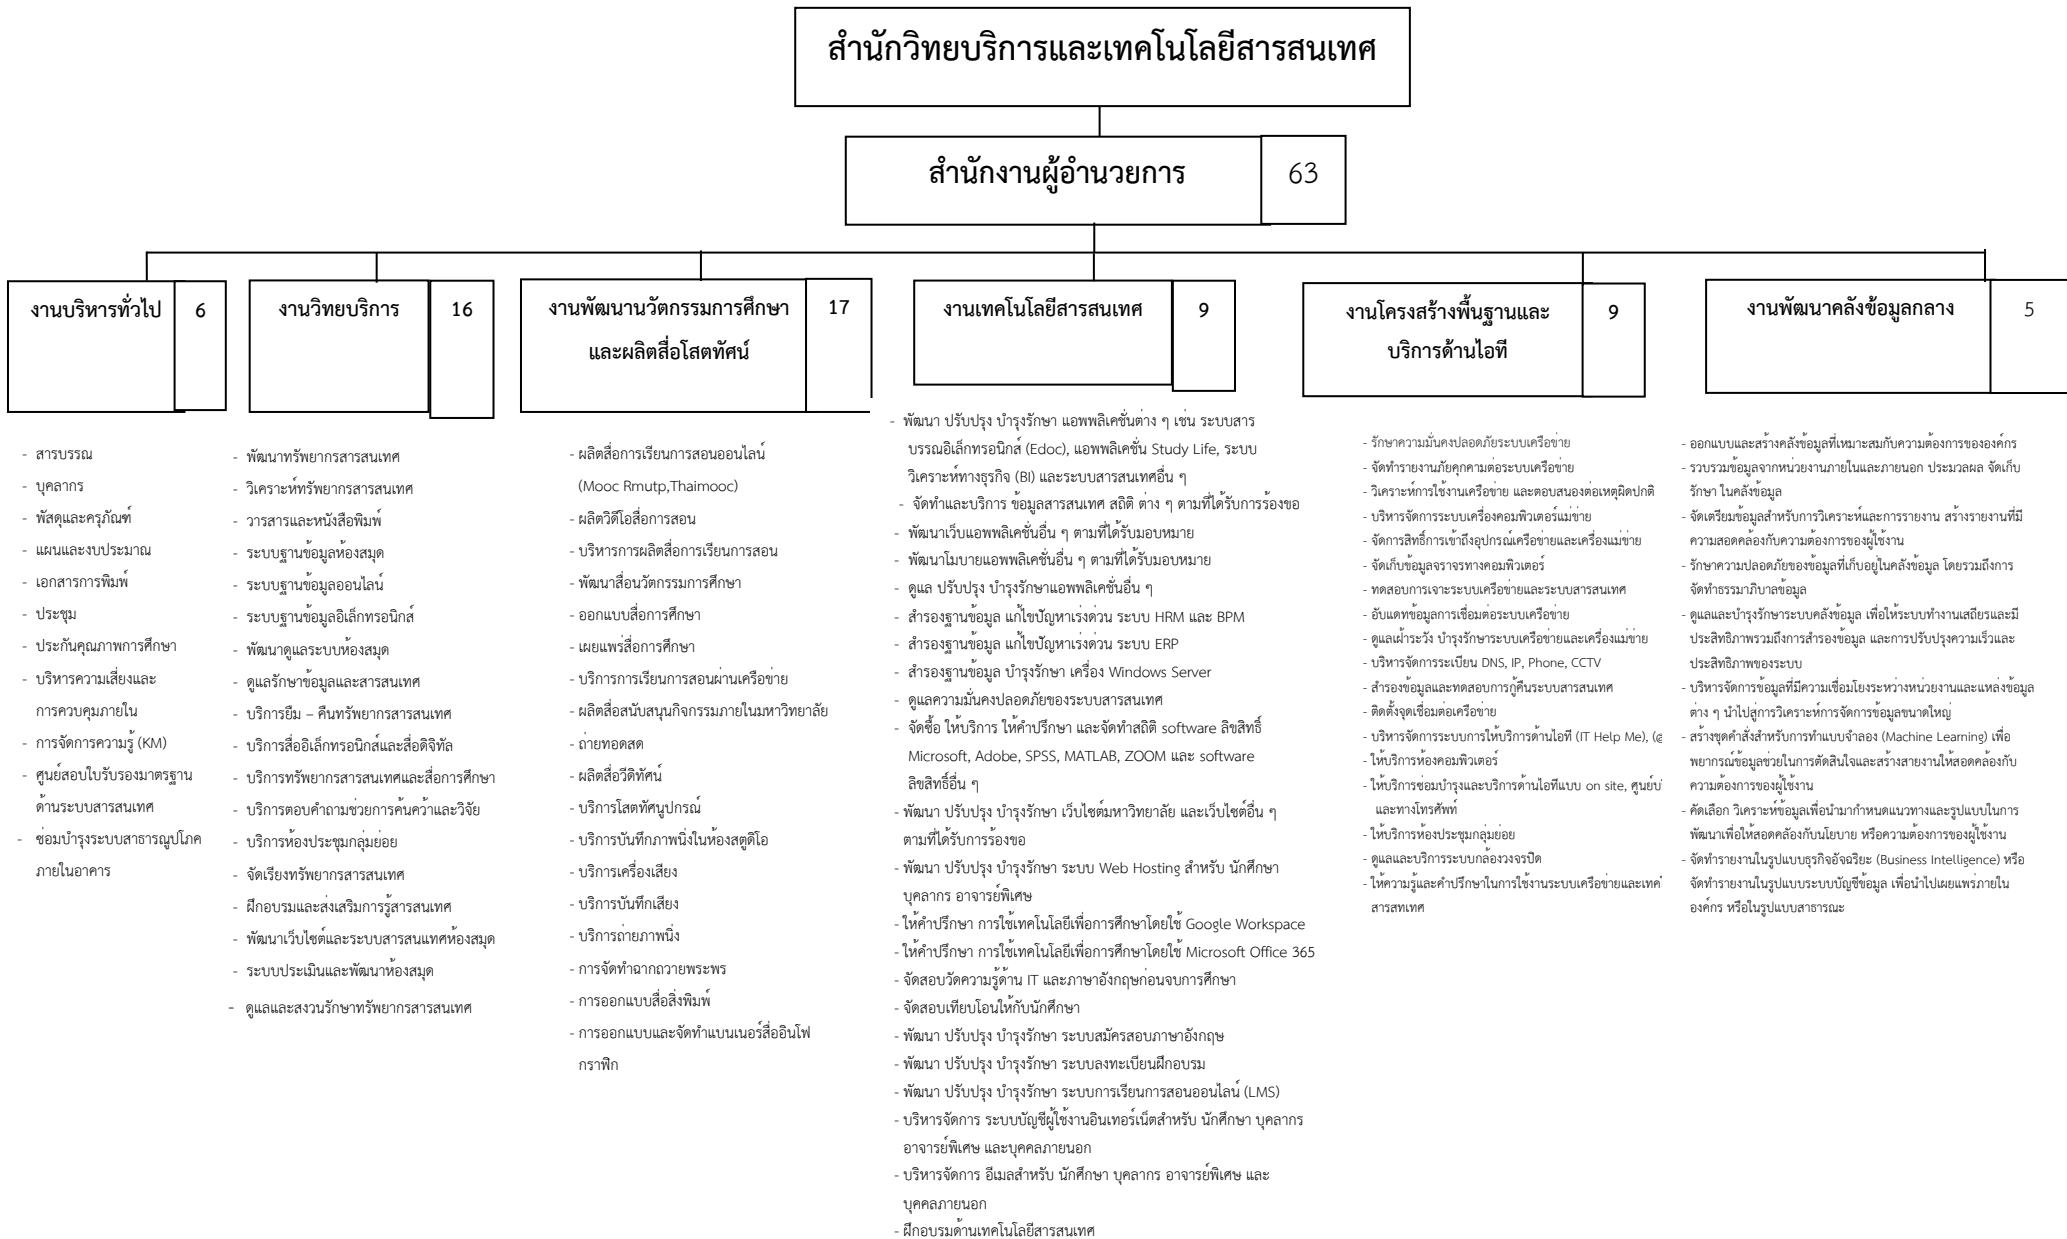 สำนักวิทยบริการและเทคโนโลยีสารสนเทศ
สำนักงานผู้อำนวยการ
63
งานบริหารทั่วไป
6
- สารบรรณ
- บุคลากร
- พัสดุและครุภัณฑ์
- แผนและงบประมาณ
- เอกสารการพิมพ์
- ประชุม
- ประกันคุณภาพการศึกษา
- บริหารความเสี่ยงและ
การควบคุมภายใน
- การจัดการความรู้ (KM)
- ศูนย์สอบใบรับรองมาตรฐาน
ด้านระบบสารสนเทศ
- ซ่อมบำรุงระบบสาธารณูปโภค
ภายในอาคาร
งานวิทยบริการ
16
- พัฒนาทรัพยากรสารสนเทศ
- วิเคราะห์ทรัพยากรสารสนเทศ
- วารสารและหนังสือพิมพ์
- ระบบฐานข้อมูลห้องสมุด
- ระบบฐานข้อมูลออนไลน์
- ระบบฐานข้อมูลอิเล็กทรอนิกส์
- พัฒนาดูแลระบบห้องสมุด
- ดูแลรักษาข้อมูลและสารสนเทศ
- บริการยืม – คืนทรัพยากรสารสนเทศ
- บริการสื่ออิเล็กทรอนิกส์และสื่อดิจิทัล
- บริการทรัพยากรสารสนเทศและสื่อการศึกษา
- บริการตอบคำถามช่วยการค้นคว้าและวิจัย
- บริการห้องประชุมกลุ่มย่อย
- จัดเรียงทรัพยากรสารสนเทศ
- ฝึกอบรมและส่งเสริมการรู้สารสนเทศ
- พัฒนาเว็บไซต์และระบบสารสนแทศห้องสมุด
- ระบบประเมินและพัฒนาห้องสมุด
- ดูแลและสงวนรักษาทรัพยากรสารสนเทศ
งานพัฒนานวัตกรรมการศึกษา
และผลิตสื่อโสตทัศน์
17
- ผลิตสื่อการเรียนการสอนออนไลน์
(Mooc Rmutp,Thaimooc)
- ผลิตวิดีโอสื่อการสอน
- บริหารการผลิตสื่อการเรียนการสอน
- พัฒนาสื่อนวัตกรรมการศึกษา
- ออกแบบสื่อการศึกษา
- เผยแพร่สื่อการศึกษา
- บริการการเรียนการสอนผ่านเครือข่าย
- ผลิตสื่อสนับสนุนกิจกรรมภายในมหาวิทยาลัย
- ถ่ายทอดสด
- ผลิตสื่อวีดิทัศน์
- บริการโสตทัศนูปกรณ์
- บริการบันทึกภาพนิ่งในห้องสตูดิโอ
- บริการเครื่องเสียง
- บริการบันทึกเสียง
- บริการถ่ายภาพนิ่ง
- การจัดทำฉากถวายพระพร
- การออกแบบสื่อสิ่งพิมพ์
- การออกแบบและจัดทำแบนเนอร์สื่ออินโฟ
กราฟิก
งานเทคโนโลยีสารสนเทศ
9
- พัฒนา ปรับปรุง บำรุงรักษา แอพพลิเคชั่นต่าง ๆ เช่น ระบบสาร
บรรณอิเล็กทรอนิกส์ (Edoc), แอพพลิเคชั่น Study Life, ระบบ
วิเคราะห์ทางธุรกิจ (BI) และระบบสารสนเทศอื่น ๆ
- จัดทำและบริการ ข้อมูลสารสนเทศ สถิติ ต่าง ๆ ตามที่ได้รับการร้องขอ
- พัฒนาเว็บแอพพลิเคชั่นอื่น ๆ ตามที่ได้รับมอบหมาย
- พัฒนาโมบายแอพพลิเคชั่นอื่น ๆ ตามที่ได้รับมอบหมาย
- ดูแล ปรับปรุง บำรุงรักษาแอพพลิเคชั่นอื่น ๆ
- สำรองฐานข้อมูล แก้ไขปัญหาเร่งด่วน ระบบ HRM และ BPM
- สำรองฐานข้อมูล แก้ไขปัญหาเร่งด่วน ระบบ ERP
- สำรองฐานข้อมูล บำรุงรักษา เครื่อง Windows Server
- ดูแลความมั่นคงปลอดภัยของระบบสารสนเทศ
- จัดซื้อ ให้บริการ ให้คำปรึกษา และจัดทำสถิติ software ลิขสิทธิ์
Microsoft, Adobe, SPSS, MATLAB, ZOOM และ software
ลิขสิทธิ์อื่น ๆ
- พัฒนา ปรับปรุง บำรุงรักษา เว็บไซต์มหาวิทยาลัย และเว็บไซต์อื่น ๆ
ตามที่ได้รับการร้องขอ
- พัฒนา ปรับปรุง บำรุงรักษา ระบบ Web Hosting สำหรับ นักศึกษา
บุคลากร อาจารย์พิเศษ
- ให้คำปรึกษา การใช้เทคโนโลยีเพื่อการศึกษาโดยใช้ Google Workspace
- ให้คำปรึกษา การใช้เทคโนโลยีเพื่อการศึกษาโดยใช้ Microsoft Office 365
- จัดสอบวัดความรู้ด้าน IT และภาษาอังกฤษก่อนจบการศึกษา
- จัดสอบเทียบโอนให้กับนักศึกษา
- พัฒนา ปรับปรุง บำรุงรักษา ระบบสมัครสอบภาษาอังกฤษ
- พัฒนา ปรับปรุง บำรุงรักษา ระบบลงทะเบียนฝึกอบรม
- พัฒนา ปรับปรุง บำรุงรักษา ระบบการเรียนการสอนออนไลน์ (LMS)
- บริหารจัดการ ระบบบัญชีผู้ใช้งานอินเทอร์เน็ตสำหรับ นักศึกษา บุคลากร
อาจารย์พิเศษ และบุคคลภายนอก
- บริหารจัดการ อีเมลสำหรับ นักศึกษา บุคลากร อาจารย์พิเศษ และ
บุคคลภายนอก
- ฝึกอบรมด้านเทคโนโลยีสารสนเทศ
งานโครงสร้างพื้นฐานและ
บริการด้านไอที
9
- รักษาความมั่นคงปลอดภัยระบบเครือข่าย
- จัดทำรายงานภัยคุกคามต่อระบบเครือข่าย
- วิเคราะห์การใช้งานเครือข่าย และตอบสนองต่อเหตุผิดปกติ
- บริหารจัดการระบบเครื่องคอมพิวเตอร์แม่ข่าย
- จัดการสิทธิ์การเข้าถึงอุปกรณ์เครือข่ายและเครื่องแม่ข่าย
- จัดเก็บข้อมูลจราจรทางคอมพิวเตอร์
- ทดสอบการเจาะระบบเครือข่ายและระบบสารสนเทศ
- อับแดทข้อมูลการเชื่อมต่อระบบเครือข่าย
- ดูแลเฝ้าระวัง บำรุงรักษาระบบเครือข่ายและเครื่องแม่ข่าย
- บริหารจัดการระเบียน DNS, IP, Phone, CCTV
- สำรองข้อมูลและทดสอบการกู้คืนระบบสารสนเทศ
- ติดตั้งจุดเชื่อมต่อเครือข่าย
- บริหารจัดการระบบการให้บริการด้านไอที (IT Help Me), (@
- ให้บริการห้องคอมพิวเตอร์
- ให้บริการซ่อมบำรุงและบริการด้านไอทีแบบ on site, ศูนย์บ
และทางโทรศัพท์
- ให้บริการห้องประชุมกลุ่มย่อย
- ดูแลและบริการระบบกล้องวงจรปิด
- ให้ความรู้และคำปรึกษาในการใช้งานระบบเครือข่ายและเทค
สารสทเทศ
งานพัฒนาคลังข้อมูลกลาง
5
- ออกแบบและสร้างคลังข้อมูลที่เหมาะสมกับความต้องการขององค์กร
- รวบรวมข้อมูลจากหน่วยงานภายในและภายนอก ประมวลผล จัดเก็บ
รักษา ในคลังข้อมูล
- จัดเตรียมข้อมูลสำหรับการวิเคราะห์และการรายงาน สร้างรายงานที่มี
ความสอดคล้องกับความต้องการของผู้ใช้งาน
- รักษาความปลอดภัยของข้อมูลที่เก็บอยู่ในคลังข้อมูล โดยรวมถึงการ
จัดทำธรรมาภิบาลข้อมูล
- ดูแลและบำรุงรักษาระบบคลังข้อมูล เพื่อให้ระบบทำงานเสถียรและมี
ประสิทธิภาพรวมถึงการสำรองข้อมูล และการปรับปรุงความเร็วและ
ประสิทธิภาพของระบบ
- บริหารจัดการข้อมูลที่มีความเชื่อมโยงระหว่างหน่วยงานและแหล่งข้อมูล
ต่าง ๆ นำไปสู่การวิเคราะห์การจัดการข้อมูลขนาดใหญ่
- สร้างชุดคำสั่งสำหรับการทำแบบจำลอง (Machine Learning) เพื่อ
พยากรณ์ข้อมูลช่วยในการตัดสินใจและสร้างสายงานให้สอดคล้องกับ
ความต้องการของผู้ใช้งาน
- คัดเลือก วิเคราะห์ข้อมูลเพื่อนำมากำหนดแนวทางและรูปแบบในการ
พัฒนาเพื่อให้สอดคล้องกับนโยบาย หรือความต้องการของผู้ใช้งาน
- จัดทำรายงานในรูปแบบธุรกิจอัจฉริยะ (Business Intelligence) หรือ
จัดทำรายงานในรูปแบบระบบบัญชีข้อมูล เพื่อนำไปเผยแพร่ภายใน
องค์กร หรือในรูปแบบสาธารณะ